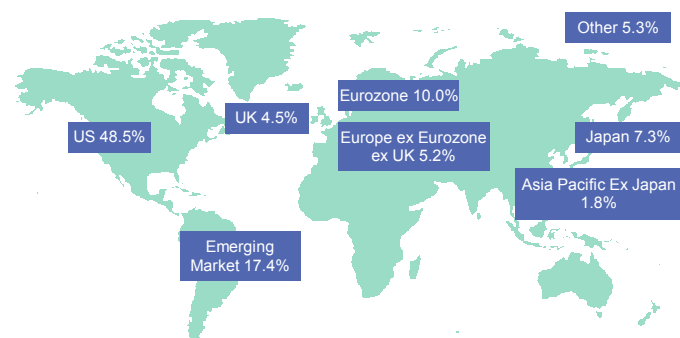 Other 5.3%
Eurozone 10.0%
UK 4.5%
US 48.5%
Europe ex Eurozone
ex UK 5.2%
Japan 7.3%
Asia Pacific Ex Japan
1.8%
Emerging
Market 17.4%